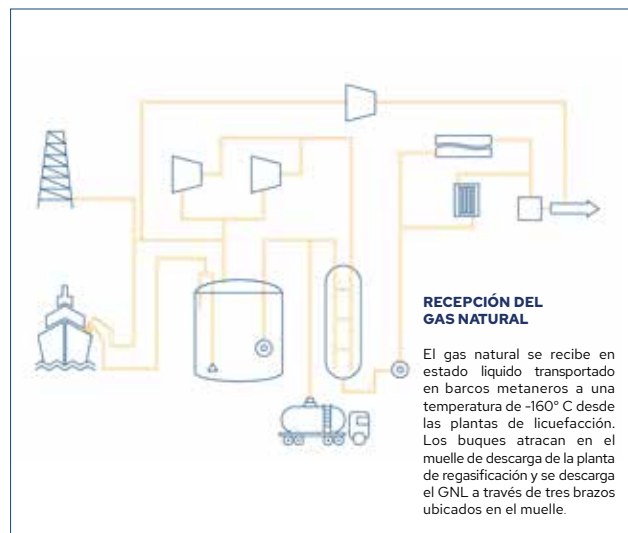 RECEPCIÓN DEL
GAS NATURAL
El gas natural se recibe en
estado liquido transportado
en barcos metaneros a una
temperatura de -160° C desde
las plantas de licuefacción.
Los buques atracan en el
muelle de descarga de la planta
de regasificación y se descarga
el GNL a través de tres brazos
ubicados en el muelle.